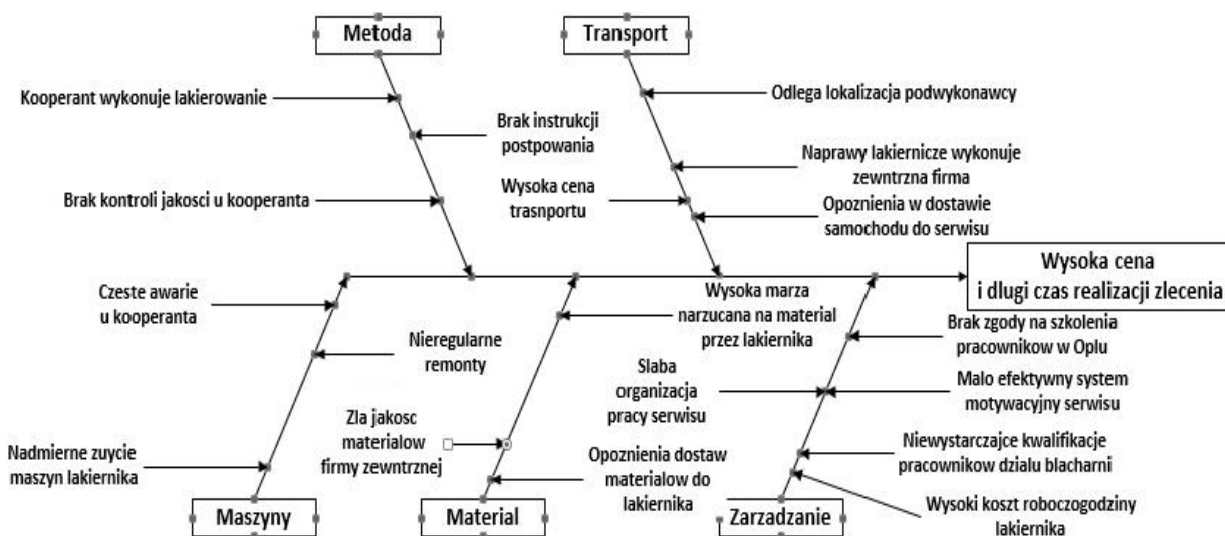 Metoda
Transport
Kooperant wykonuje lakierowanie
Odlega lokalizacja podwykonawcy
Brak instrukcji
postpowania
Naprawy lakiernicze wykonuje
zewntrzna firma
Brak kontroli jakosci u kooperanta
Wysoka cena
trasnportu
Opoznienia w dostawie
samochodu do serwisu
Wysoka cena
i dlugi czas realizacji zlecenia
Czeste awarie
u kooperanta
Wysoka marza
narzucana na material
przez lakiernika
Brak zgody na szkolenia
pracownikow w Oplu
Nieregularne
remonty
Slaba
organizacja
pracy serwisu
Malo efektywny system
motywacyjny serwisu
Zla jakosc
materialow
firmy zewntrznej
Nadmierne zuycie
maszyn lakiernika
Opoznienia dostaw
materialow do
lakiernika
Niewystarczajce kwalifikacje
pracownikow dzialu blacharni
Wysoki koszt roboczogodziny
lakiernika
Maszyny
Material
Zarzadzanie